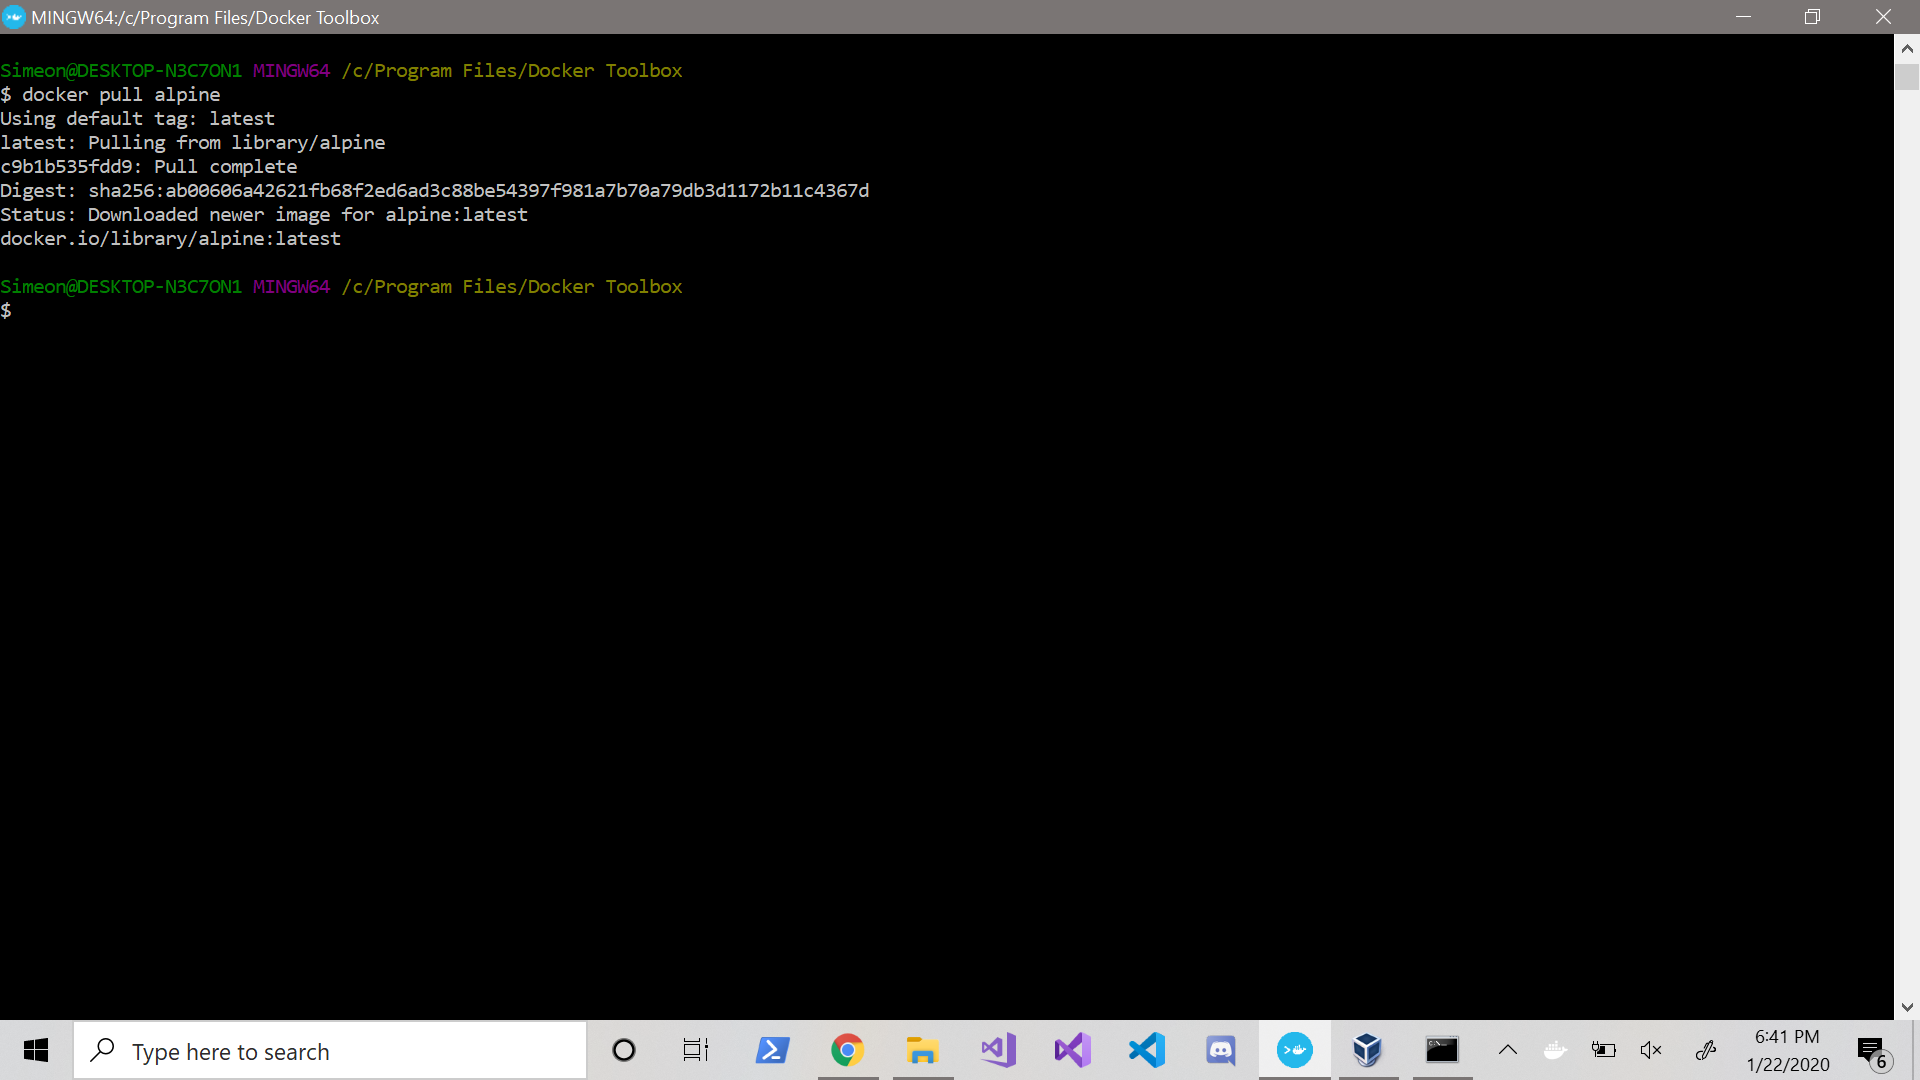 MINGW64:/c/Program Files/Docker Toolbox
Simeon@DESKTOP-N3C7ON1 MINGW64 /c/Program Files/Docker Toolbox
$ docker pull alpine
Using default tag: latest
latest: Pulling from library/alpine
c9b1b535fdd9: Pull complete
Digest: sha256:ab00606a42621fb68f2ed6ad3c88be54397f981a7b70a79db3d1172b11c4367d
Status: Downloaded newer image for alpine:latest
docker.io/library/alpine:latest
Simeon@DESKTOP-N3C7ON1 MINGW64 /c/Program Files/Docker Toolbox
$
Type here to search
6:41 PM
1/22/2020
6